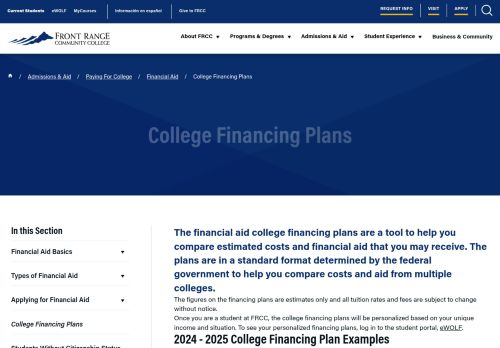 Current Students eWOLF MyCourses Información en español Give to FRCC REQUEST INFO VISIT APPLY
FRONT RANGE
COMMUNITY COLLEGE
About FRCC Programs & Degrees Admissions & Aid Student Experience Business & Community
/ Admissions & Aid / Paying For College / Financial Aid / College Financing Plans
College Financing Plans
In this Section
Financial Aid Basics
Types of Financial Aid
Applying for Financial Aid
College Financing Plans
Students Without Citizenship Status
The financial aid college financing plans are a tool to help you
compare estimated costs and financial aid that you may receive. The
plans are in a standard format determined by the federal
government to help you compare costs and aid from multiple
colleges.
The figures on the financing plans are estimates only and all tuition rates and fees are subject to change
without notice.
Once you are a student at FRCC, the college financing plans will be personalized based on your unique
income and situation. To see your personalized financing plans, log in to the student portal, eWOLF.
2024 - 2025 College Financing Plan Examples